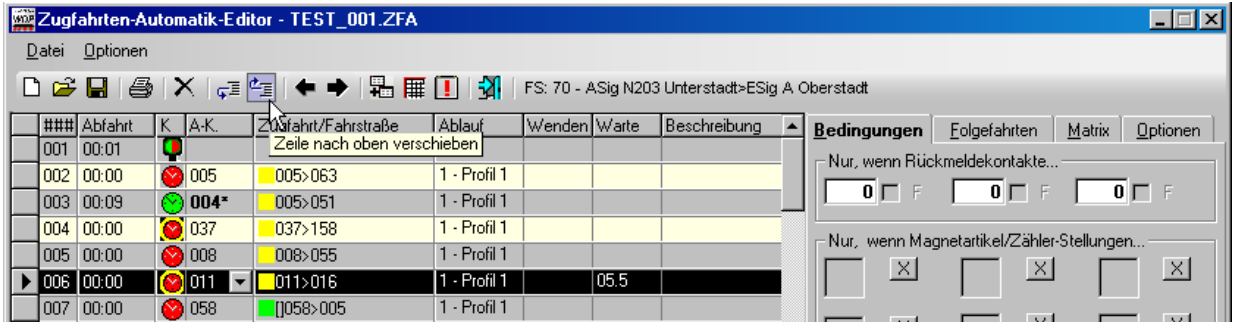 WDP Zugfahrten-Automatik-Editor - TEST_001.ZFA
Datei Optionen
FS: 70 - ASig N203 Unterstadt>ESig A Oberstadt
### Abfahrt K A-K. Zugfahrt/Fahrstraße Ablauf Wenden Warte Beschreibung
Zeile nach oben verschieben
001 00:01
002 00:00 005 005>063 1 - Profil 1
003 00:09 004* 005>051 1 - Profil 1
004 00:00 037 037>158 1 - Profil 1
005 00:00 008 008>055 1 - Profil 1
006 00:00 011 011>016 1 - Profil 1 05.5
007 00:00 058 []058>005 1 - Profil 1
Bedingungen Folgefahrten Matrix Optionen
Nur, wenn Rückmeldekontakte...
0 F 0 F 0 F
Nur, wenn Magnetartikel/Zähler-Stellungen...
X X X